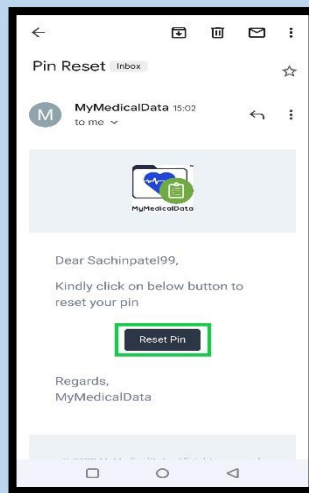 Pin Reset Inbox
M
MyMedicalData 15:02
to me
MyMedicalData
Dear Sachinpatel99,
Kindly click on below button to
reset your pin
Reset Pin
Regards,
MyMedicalData